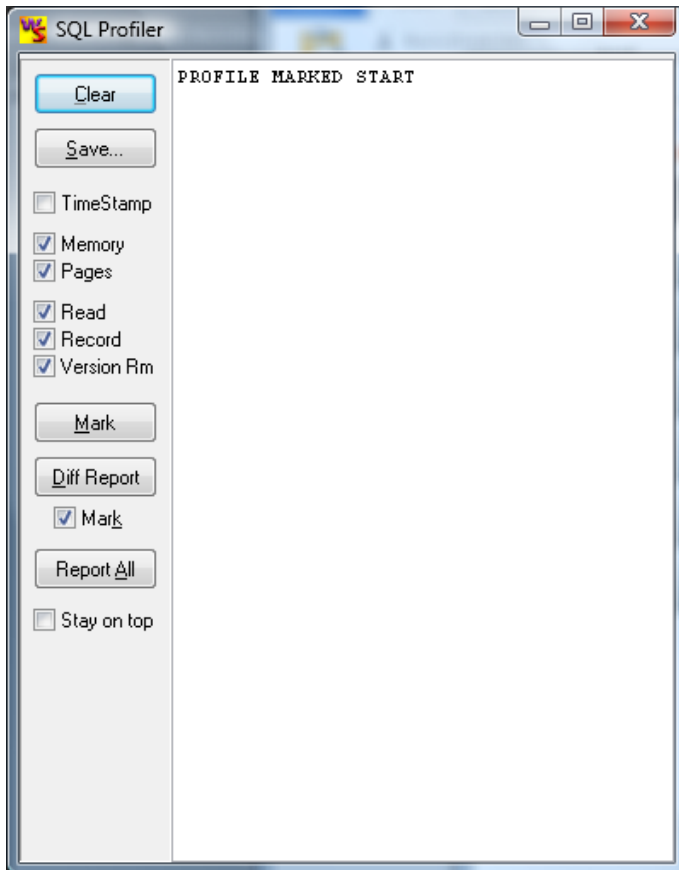 SQL Profiler
Clear
Save...
TimeStamp
Memory
Pages
Read
Record
Version Rm
Mark
Diff Report
Mark
Report All
Stay on top
PROFILE MARKED START